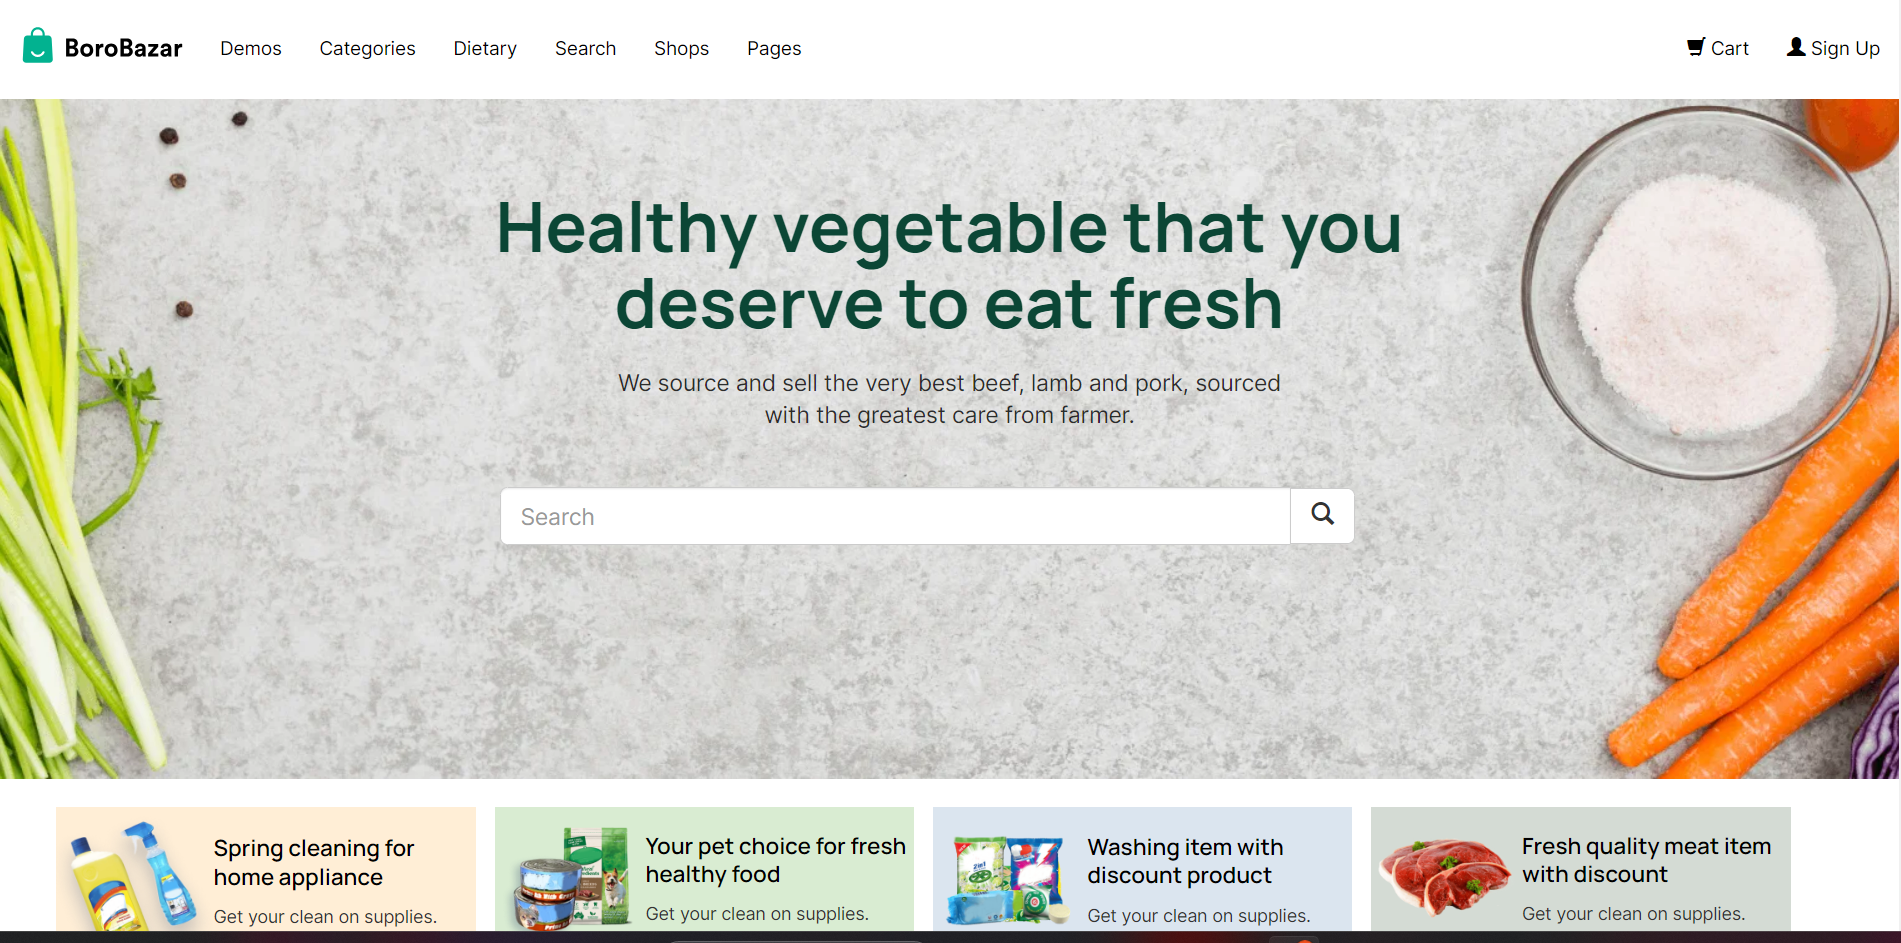 BoroBazar
Demos
Categories
Dietary
Search
Shops
Pages
Cart
Sign Up
Healthy vegetable that you
deserve to eat fresh
We source and sell the very best beef, lamb and pork, sourced
with the greatest care from farmer.
Search
Spring cleaning for
home appliance
Get your clean on supplies.
Your pet choice for fresh
healthy food
Get your clean on supplies.
Washing item with
discount product
Get your clean on supplies.
Fresh quality meat item
with discount
Get your clean on supplies.